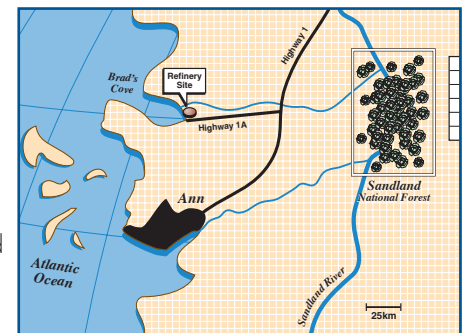 Highway 1
Brad's
Cove
Refinery
Site
Highway 1A
Ann
Sandland
National Forest
Atlantic
Ocean
Sandland River
25km